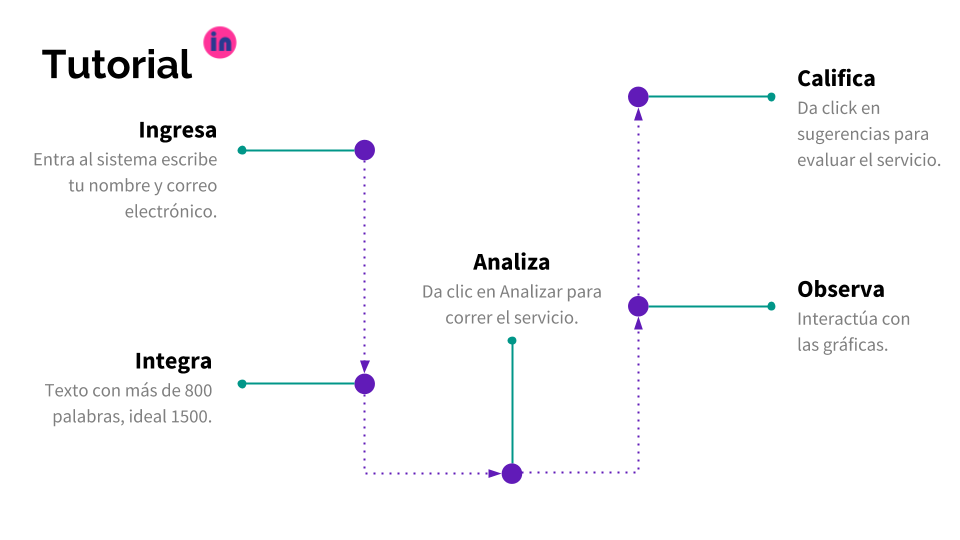 Tutorial
in
Ingresa
Entra al sistema escribe
tu nombre y correo
electrónico.
Integra
Texto con más de 800
palabras, ideal 1500.
Analiza
Da clic en Analizar para
correr el servicio.
Observa
Interactúa con
las gráficas.
Califica
Da click en
sugerencias para
evaluar el servicio.